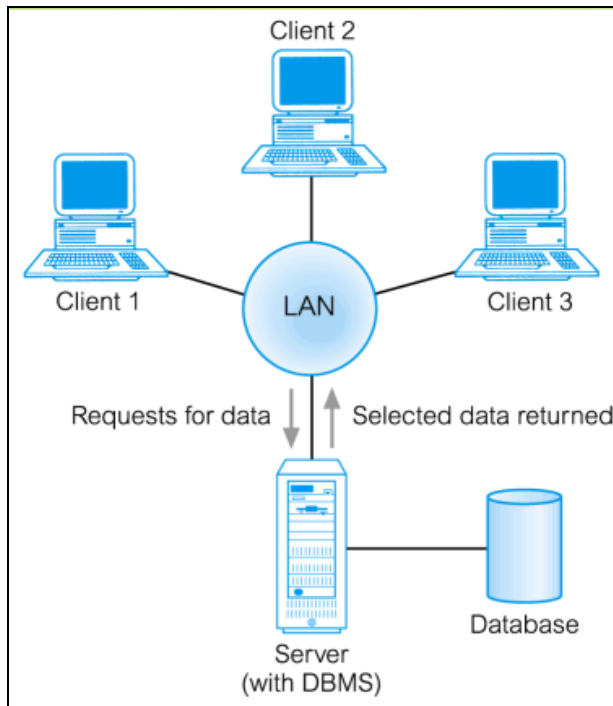 Client 2
Client 1
Client 3
LAN
Requests for data
Selected data returned
Database
Server
(with DBMS)